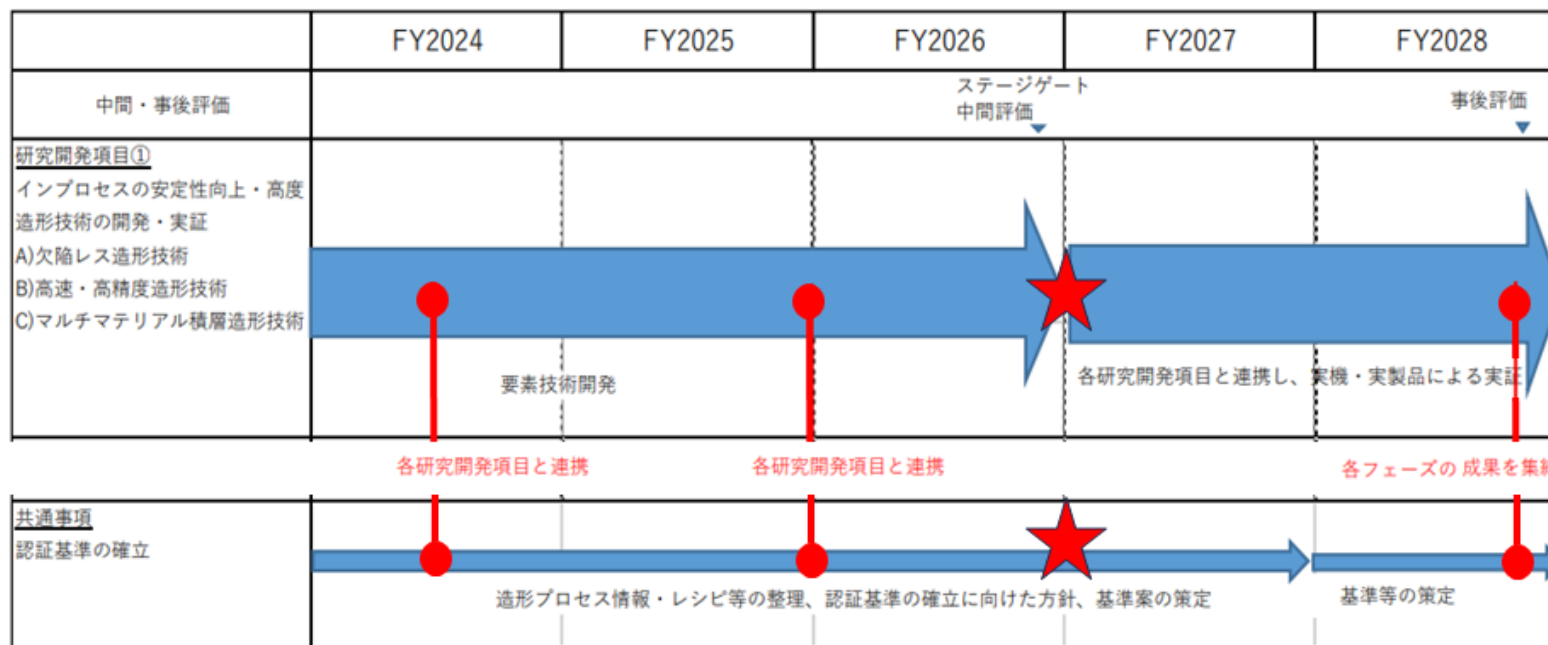 FY2024 FY2025 FY2026 FY2027 FY2028
中間・事後評価
ステージゲート
中間評価
事後評価
研究開発項目①
インプロセスの安定性向上・高度
造形技術の開発・実証
A)欠陥レス造形技術
B)高速・高精度造形技術
C)マルチマテリアル積層造形技術
要素技術開発
各研究開発項目と連携し、実機・実製品による実証
各研究開発項目と連携 各研究開発項目と連携 各フェーズの 成果を集
共通事項
認証基準の確立
造形プロセス情報・レシピ等の整理、認証基準の確立に向けた方針、基準案の策定
基準等の策定